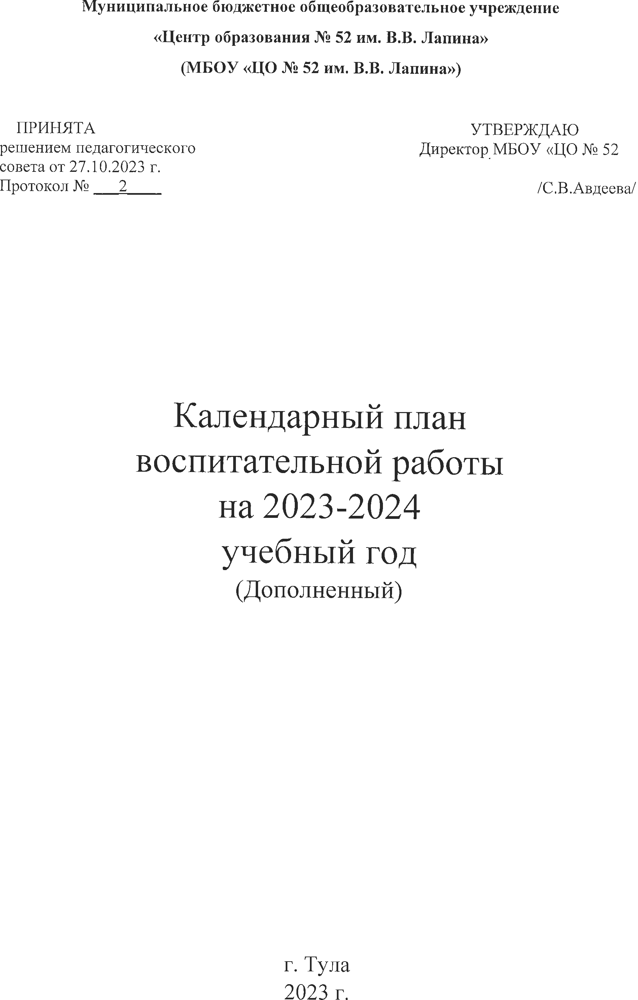 Муниципальное бюджетное общеобразовательное учреждение
«Центр образования № 52 им. В.В. Лапина»
(МБОУ «ЦО № 52 им. В.В. Лапина»)
ПРИНЯТА
решением педагогического
совета от 27.10.2023 г.
Протокол № ___2____
УТВЕРЖДАЮ
Директор МБОУ «ЦО № 52
/С.В.Авдеева/
Календарный план
воспитательной работы
на 2023-2024
учебный год
(Дополненный)
г. Тула
2023 г.